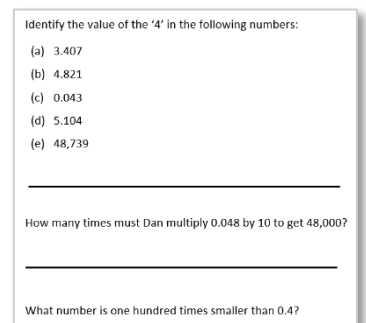 Identify the value of the ‘4’ in the following numbers:
(a) 3.407
(b) 4.821
(c) 0.043
(d) 5.104
(e) 48,739
How many times must Dan multiply 0.048 by 10 to get 48,000?
What number is one hundred times smaller than 0.4?